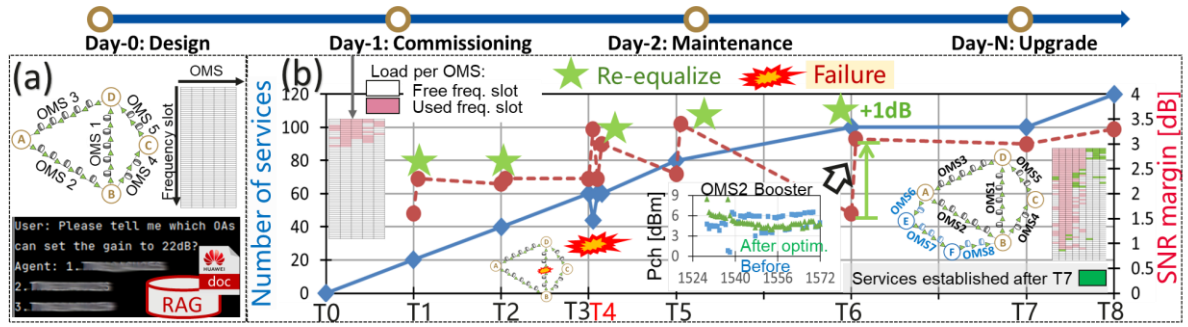 Day-0: Design
Day-1: Commissioning
Day-2: Maintenance
Day-N: Upgrade
(a)
OMS
Frequency slot
OMS 3
D
OMS 5
A
OMS 1
C
OMS 2
OMS 4
B
User: Please tell me which OAs
can set the gain to 22dB?
Agent: 1.
2.
3.
HUAWEI
doc
RAG
(b)
Load per OMS:
Free freq. slot
Used freq. slot
Re-equalize
Failure
+1dB
Number of services
120
100
80
60
40
20
0
4
3.5
3
2.5
2
1.5
1
0.5
0
SNR margin [dB]
D
A
C
B
OMS2 Booster
Pch [dBm]
9
6
3
0
After optim.
Before
1524
1540
1556
1572
OMS3
D
OMS5
OMS6
A
OMS1
C
E
OMS2
OMS4
OMS7
B
F
OMS8
Services established after T7
T0
T1
T2
T3
T4
T5
T6
T7
T8